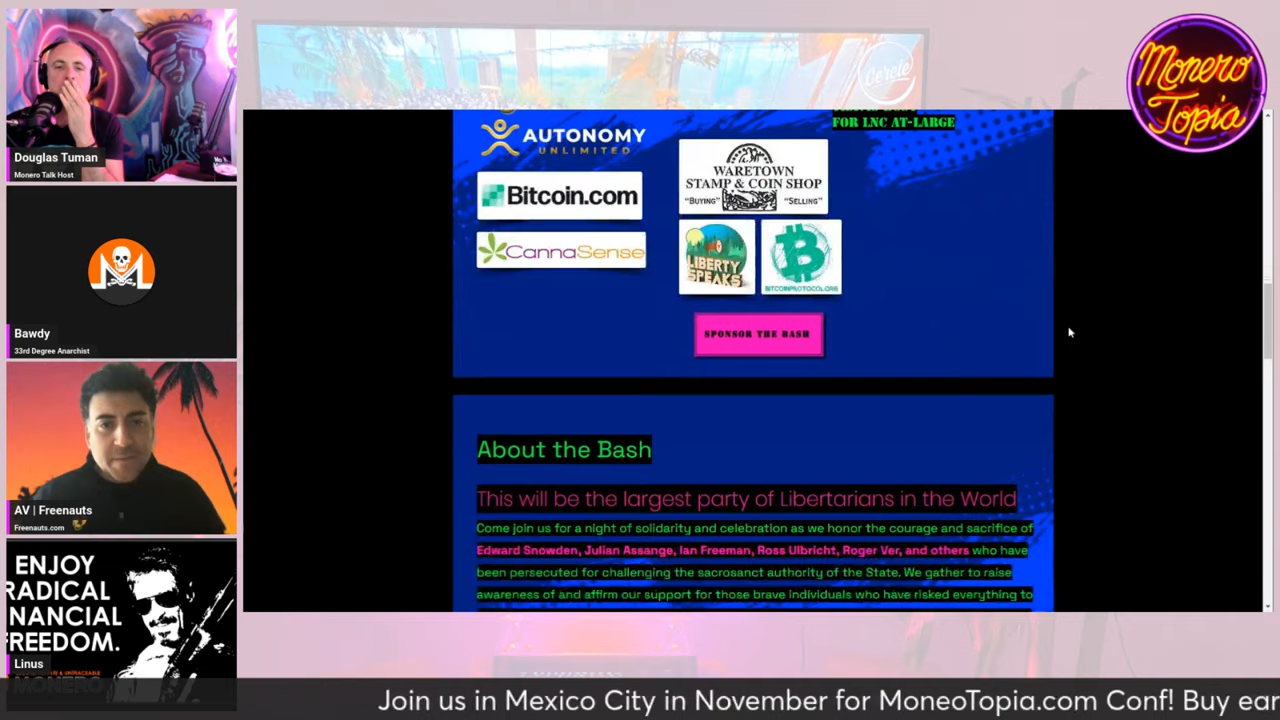 Cercle
Monero
Topia
Douglas Tuman
Monero Talk Host
Bawdy
33rd Degree Anarchist
AV | Freenauts
Freenauts.com
ENJOY
RADICAL
NANCIAL
FREEDOM.
Linus
MONERO
FOR LNC AT-LARGE
AUTONOMY
UNLIMITED
Bitcoin.com
CannaSense
WARETOWN
STAMP & COIN SHOP
"BUYING" "SELLING"
LIBERTY
SPEAKS
BITCOINPROTOCOL.ORG
SPONSOR THE BASH
About the Bash
This will be the largest party of Libertarians in the World
Come join us for a night of solidarity and celebration as we honor the courage and sacrifice of
Edward Snowden, Julian Assange, Ian Freeman, Ross Ulbricht, Roger Ver, and others who have
been persecuted for challenging the sacrosanct authority of the State. We gather to raise
awareness of and affirm our support for those brave individuals who have risked everything to
Join us in Mexico City in November for MoneoTopia.com Conf! Buy ear